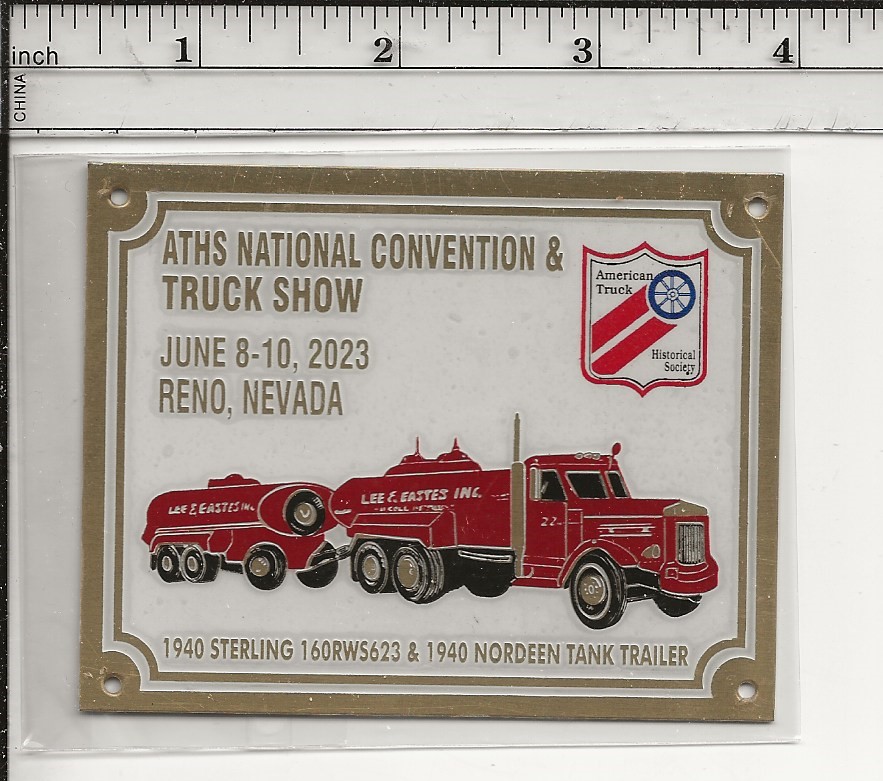 inch 1 2 3 4
CHINA
ATHS NATIONAL CONVENTION &
TRUCK SHOW
JUNE 8-10, 2023
RENO, NEVADA
American
Truck
Historical
Society
LEE & EASTES INC.
LEE & EASTES INC.
22
1940 STERLING 160RWS623 & 1940 NORDEEN TANK TRAILER